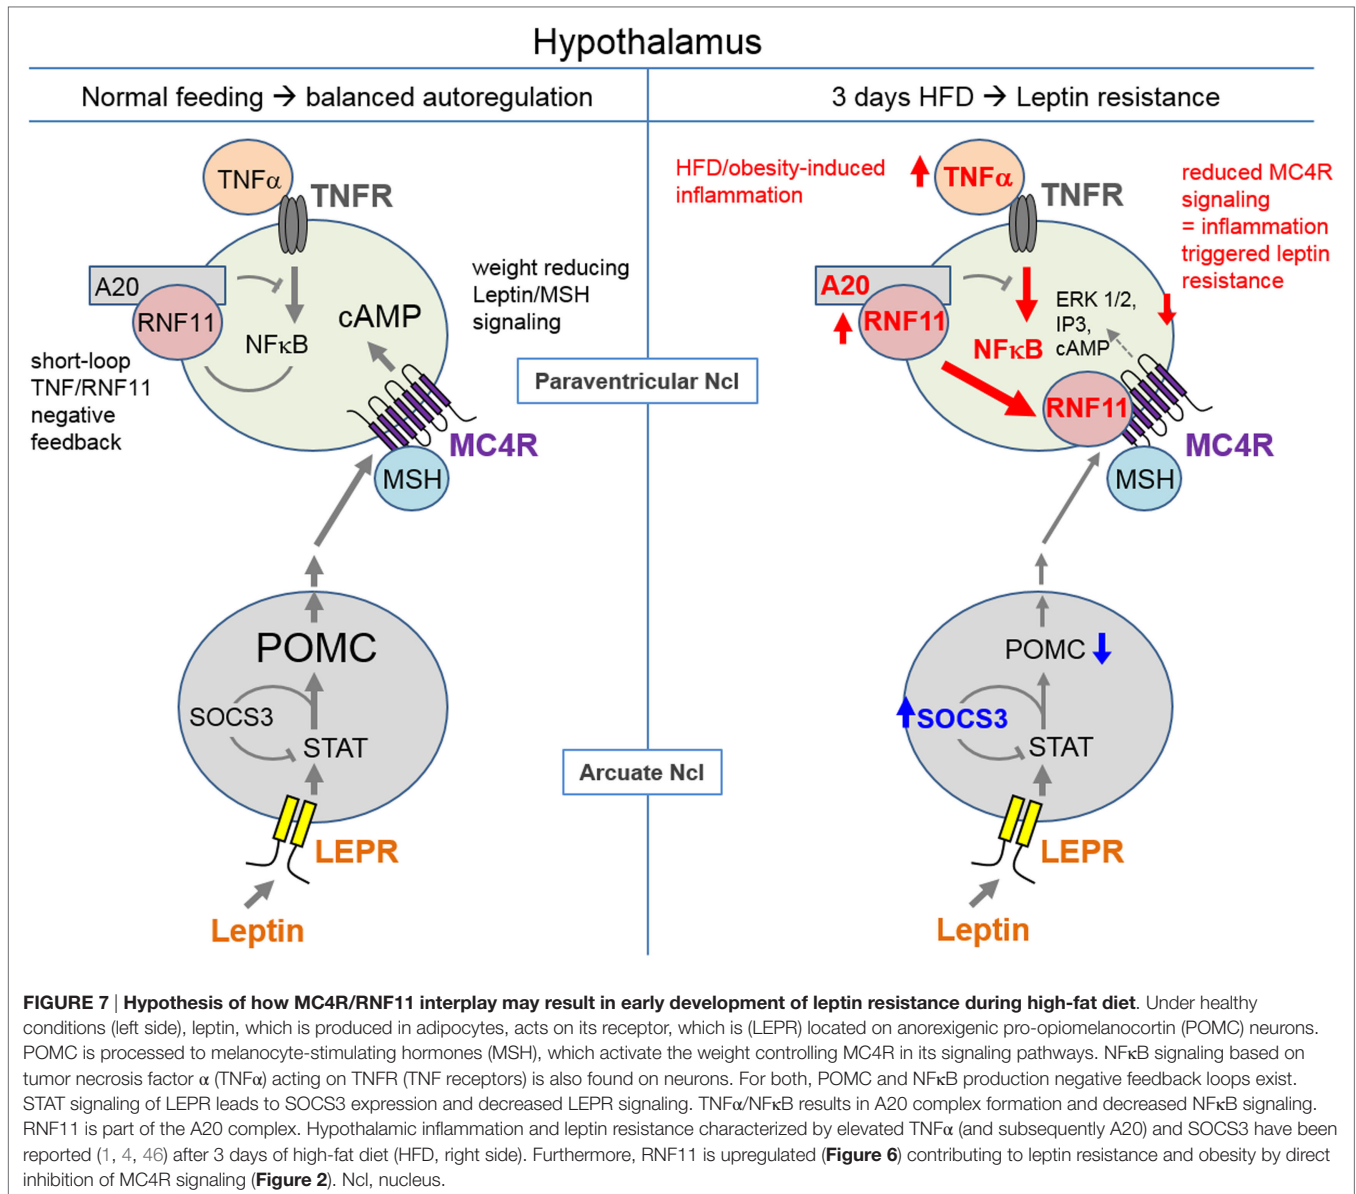 Hypothalamus
Normal feeding → balanced autoregulation
3 days HFD → Leptin resistance
TNFα
TNFR
A20
RNF11
NFκB
cAMP
weight reducing
Leptin/MSH
signaling
short-loop
TNF/RNF11
negative
feedback
MC4R
MSH
POMC
SOCS3
STAT
LEPR
Leptin
Paraventricular Ncl
Arcuate Ncl
HFD/obesity-induced
inflammation
TNFα
TNFR
reduced MC4R
signaling
= inflammation
triggered leptin
resistance
A20
RNF11
NFκB
ERK 1/2,
IP3,
cAMP
RNF11
MC4R
MSH
POMC
SOCS3
STAT
LEPR
Leptin
FIGURE 7 | Hypothesis of how MC4R/RNF11 interplay may result in early development of leptin resistance during high-fat diet. Under healthy
conditions (left side), leptin, which is produced in adipocytes, acts on its receptor, which is (LEPR) located on anorexigenic pro-opiomelanocortin (POMC) neurons.
POMC is processed to melanocyte-stimulating hormones (MSH), which activate the weight controlling MC4R in its signaling pathways. NFκB signaling based on
tumor necrosis factor α (TNFα) acting on TNFR (TNF receptors) is also found on neurons. For both, POMC and NFκB production negative feedback loops exist.
STAT signaling of LEPR leads to SOCS3 expression and decreased LEPR signaling. TNFα/NFκB results in A20 complex formation and decreased NFκB signaling.
RNF11 is part of the A20 complex. Hypothalamic inflammation and leptin resistance characterized by elevated TNFα (and subsequently A20) and SOCS3 have been
reported (1, 4, 46) after 3 days of high-fat diet (HFD, right side). Furthermore, RNF11 is upregulated (Figure 6) contributing to leptin resistance and obesity by direct
inhibition of MC4R signaling (Figure 2). Ncl, nucleus.